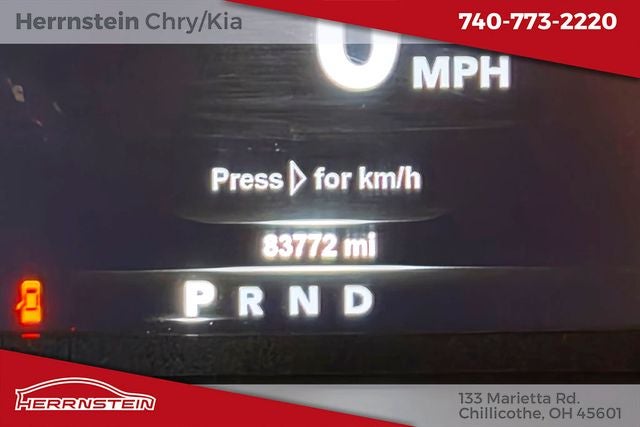 Herrnstein Chry/Kia
740-773-2220
0 MPH
Press ▷ for km/h
83772 mi
P R N D
HERRNSTEIN
133 Marietta Rd.
Chillicothe, OH 45601